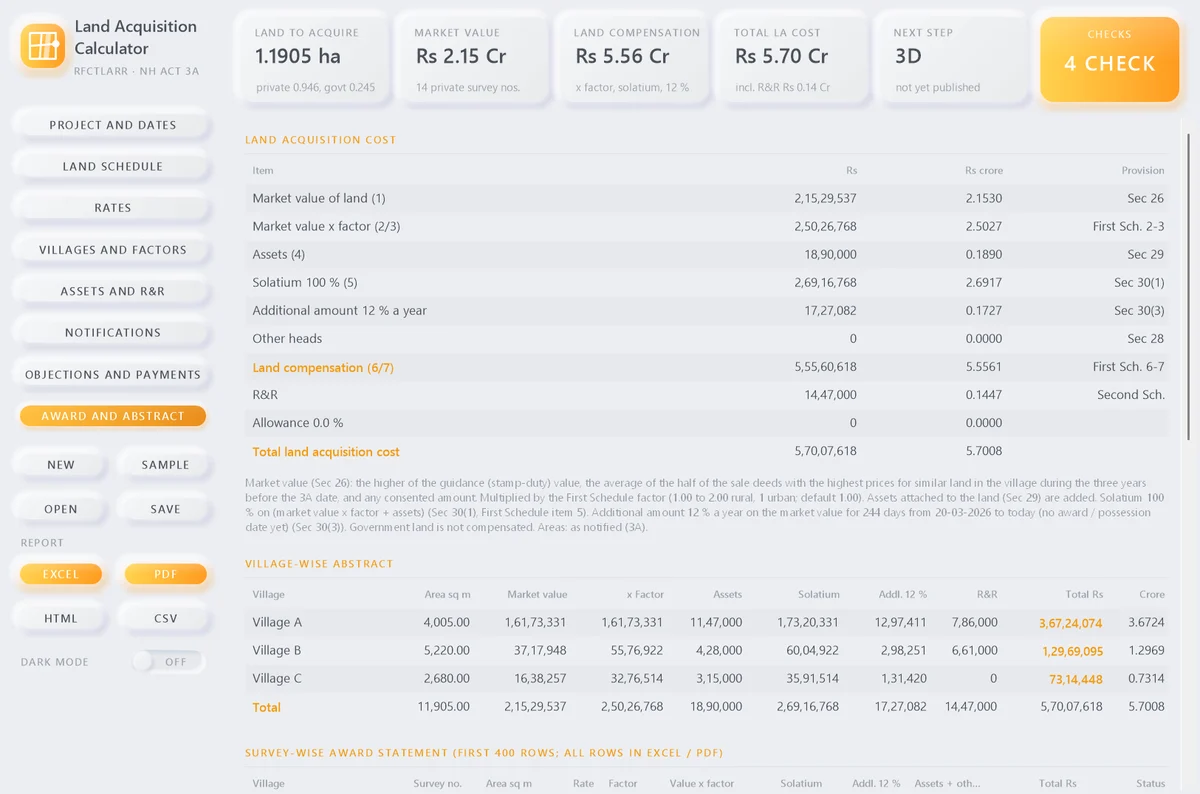 Land Acquisition
Calculator
RFCTLARR · NH ACT 3A
LAND TO ACQUIRE
1.1905 ha
private 0.946, govt 0.245
MARKET VALUE
Rs 2.15 Cr
14 private survey nos.
LAND COMPENSATION
Rs 5.56 Cr
x factor, solatium, 12 %
TOTAL LA COST
Rs 5.70 Cr
incl. R&R Rs 0.14 Cr
NEXT STEP
3D
not yet published
CHECKS
4 CHECK
PROJECT AND DATES
LAND SCHEDULE
RATES
VILLAGES AND FACTORS
ASSETS AND R&R
NOTIFICATIONS
OBJECTIONS AND PAYMENTS
AWARD AND ABSTRACT
NEW SAMPLE
OPEN SAVE
REPORT
EXCEL PDF
HTML CSV
DARK MODE OFF
LAND ACQUISITION COST
Item Rs Rs crore Provision
Market value of land (1) 2,15,29,537 2.1530 Sec 26
Market value x factor (2/3) 2,50,26,768 2.5027 First Sch. 2-3
Assets (4) 18,90,000 0.1890 Sec 29
Solatium 100 % (5) 2,69,16,768 2.6917 Sec 30(1)
Additional amount 12 % a year 17,27,082 0.1727 Sec 30(3)
Other heads 0 0.0000 Sec 28
Land compensation (6/7) 5,55,60,618 5.5561 First Sch. 6-7
R&R 14,47,000 0.1447 Second Sch.
Allowance 0.0 % 0 0.0000
Total land acquisition cost 5,70,07,618 5.7008
Market value (Sec 26): the higher of the guidance (stamp-duty) value, the average of the half of the sale deeds with the highest prices for similar land in the village during the three years
before the 3A date, and any consented amount. Multiplied by the First Schedule factor (1.00 to 2.00 rural, 1 urban; default 1.00). Assets attached to the land (Sec 29) are added. Solatium 100
% on (market value x factor + assets) (Sec 30(1), First Schedule item 5). Additional amount 12 % a year on the market value for 244 days from 20-03-2026 to today (no award / possession
date yet) (Sec 30(3)). Government land is not compensated. Areas: as notified (3A).
VILLAGE-WISE ABSTRACT
Village Area sq m Market value x Factor Assets Solatium Addl. 12 % R&R Total Rs Crore
Village A 4,005.00 1,61,73,331 1,61,73,331 11,47,000 1,73,20,331 12,97,411 7,86,000 3,67,24,074 3.6724
Village B 5,220.00 37,17,948 55,76,922 4,28,000 60,04,922 2,98,251 6,61,000 1,29,69,095 1.2969
Village C 2,680.00 16,38,257 32,76,514 3,15,000 35,91,514 1,31,420 0 73,14,448 0.7314
Total 11,905.00 2,15,29,537 2,50,26,768 18,90,000 2,69,16,768 17,27,082 14,47,000 5,70,07,618 5.7008
SURVEY-WISE AWARD STATEMENT (FIRST 400 ROWS; ALL ROWS IN EXCEL / PDF)
Village Survey no. Area sq m Rate Factor Value x factor Solatium Addl. 12 % Assets + oth... Total Rs Status